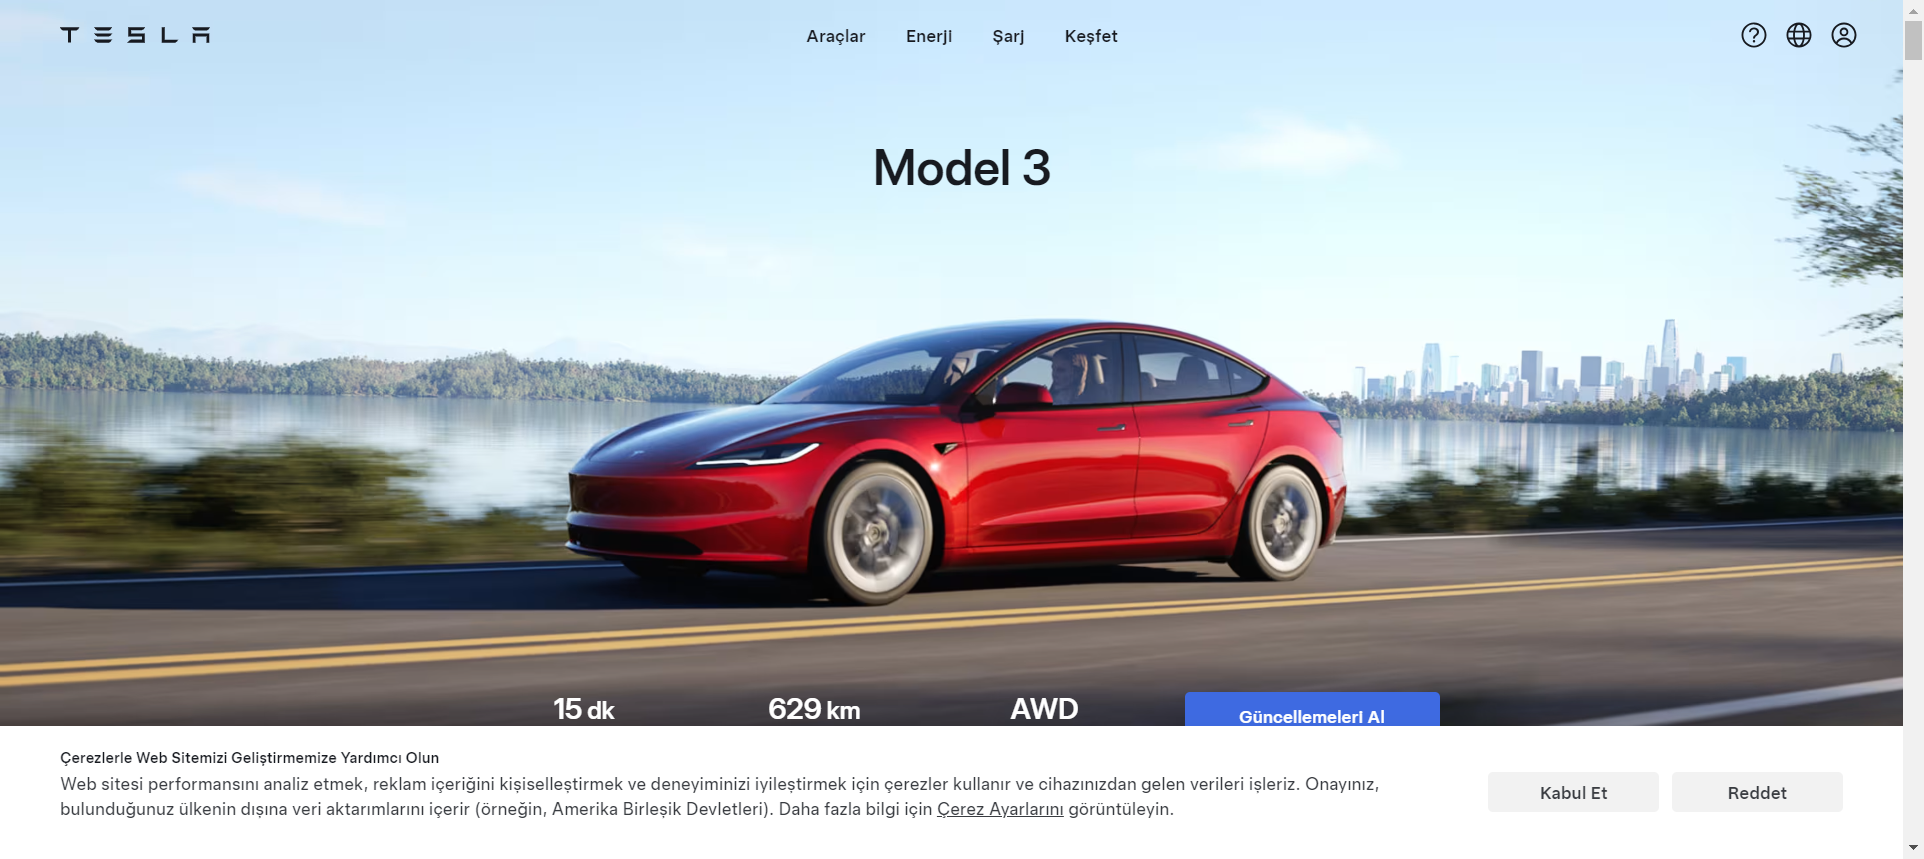 TESLA
Araçlar
Enerji
Şarj
Keşfet
Model 3
15 dk
629 km
AWD
Güncellemeleri Al
Çerezlerle Web Sitemizi Geliştirmemize Yardımcı Olun
Web sitesi performansını analiz etmek, reklam içeriğini kişiselleştirmek ve deneyiminizi iyileştirmek için çerezler kullanır ve cihazınızdan gelen verileri işleriz. Onayınız,
bulunduğunuz ülkenin dışına veri aktarımlarını içerir (örneğin, Amerika Birleşik Devletleri). Daha fazla bilgi için Çerez Ayarlarını görüntüleyin.
Kabul Et
Reddet